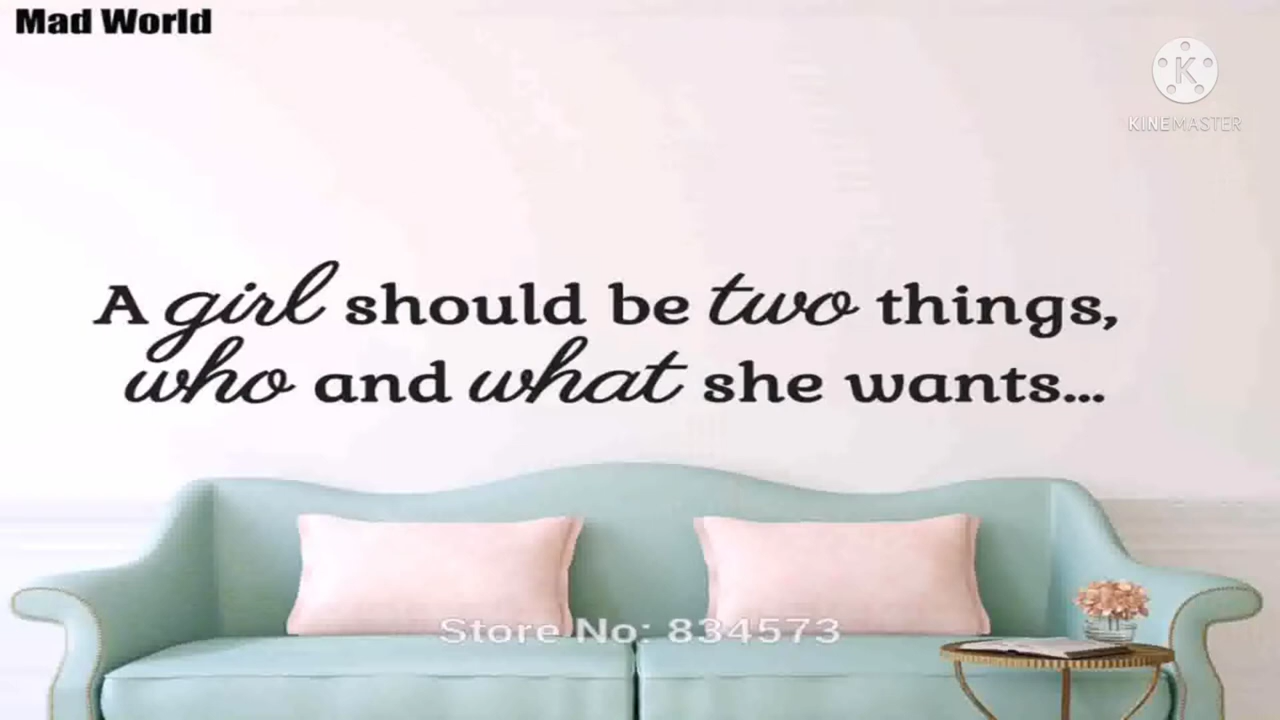 Mad World
KINEMASTER
A girl should be two things,
who and what she wants...
Store No: 834573